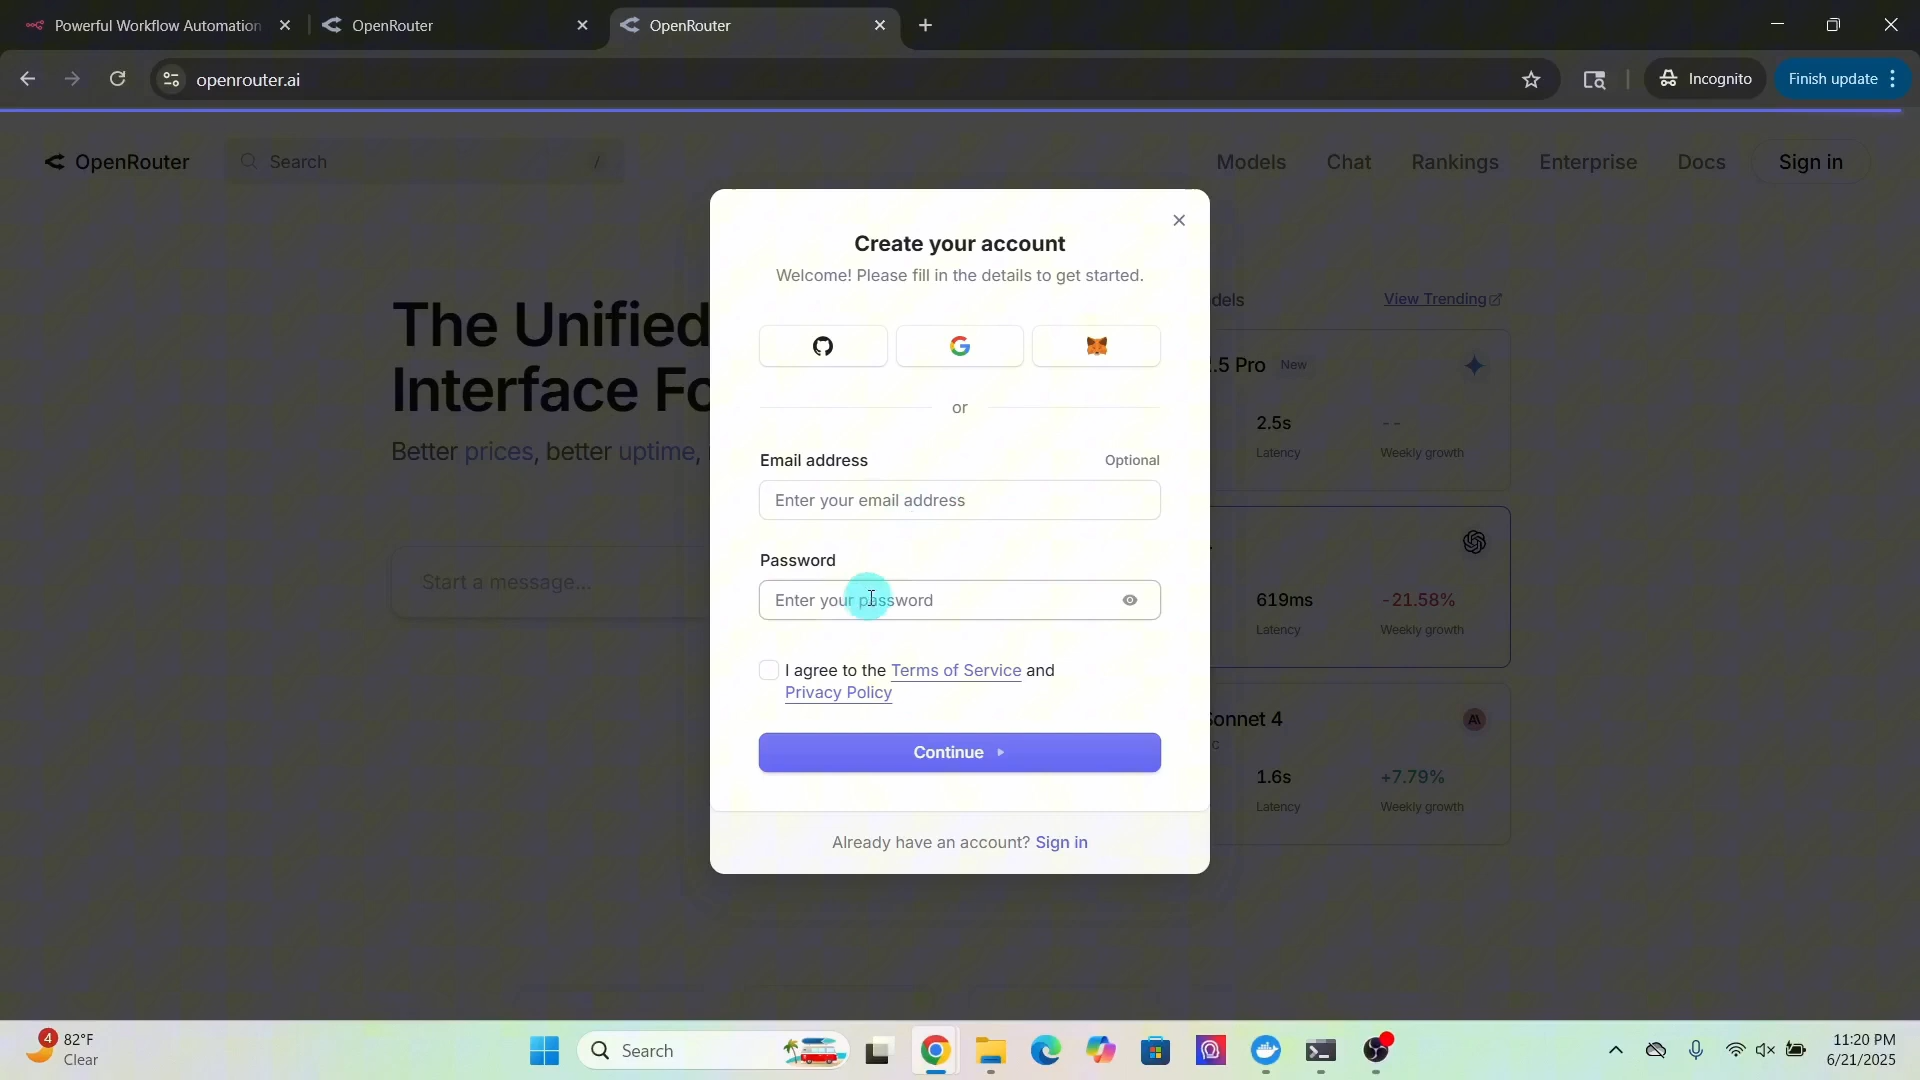 Powerful Workflow Automation
OpenRouter
OpenRouter
openrouter.ai
Incognito
Finish update
OpenRouter
Search
/
Models
Chat
Rankings
Enterprise
Docs
Sign in
Create your account
Welcome! Please fill in the details to get started.
The Unified
Interface Fo
Better prices, better uptime,
Start a message...
or
Email address
Optional
Enter your email address
Password
Enter your password
I agree to the Terms of Service and
Privacy Policy
Continue
Already have an account? Sign in
dels
View Trending
.5 Pro
New
2.5s
--
Latency
Weekly growth
619ms
-21.58%
Latency
Weekly growth
Sonnet 4
c
1.6s
+7.79%
Latency
Weekly growth
4
82°F
Clear
Search
11:20 PM
6/21/2025